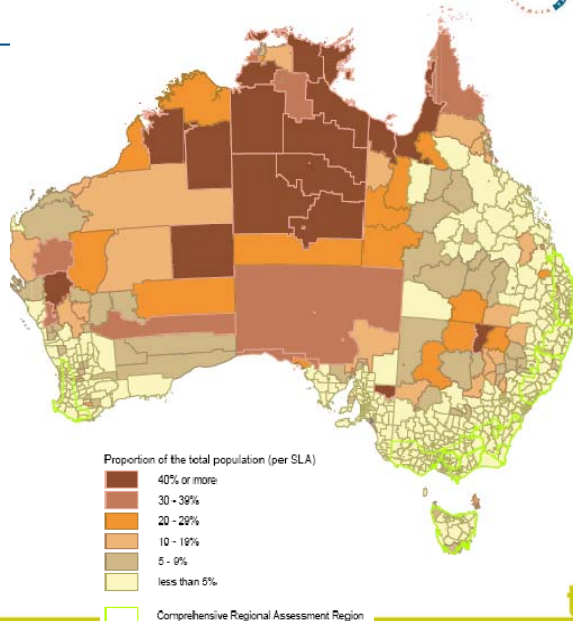 Proportion of the total population (per SLA)
40% or more
30 - 39%
20 - 29%
10 - 19%
5 - 9%
less than 5%
Comprehensive Regional Assessment Region